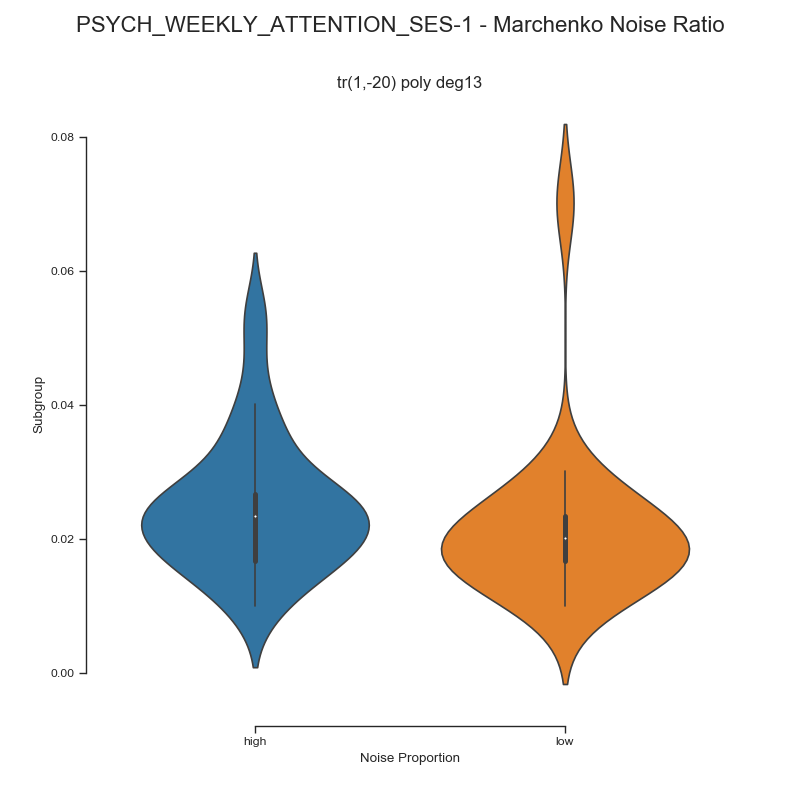 PSYCH_WEEKLY_ATTENTION_SES-1 - Marchenko Noise Ratio
tr(1,-20) poly deg13
0.08
0.06
0.04
0.02
0.00
Subgroup
high
low
Noise Proportion